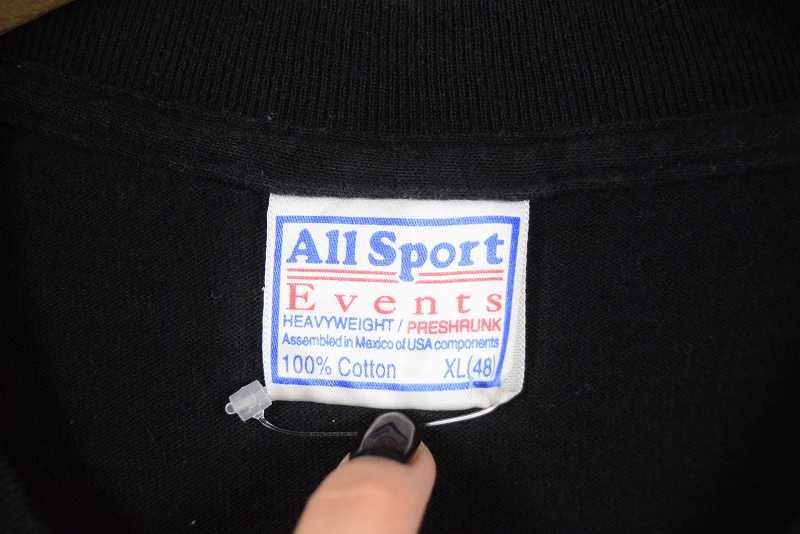 All Sport
Events
HEAVYWEIGHT / PRESHRUNK
Assembled in Mexico of USA components
100% Cotton XL(48)